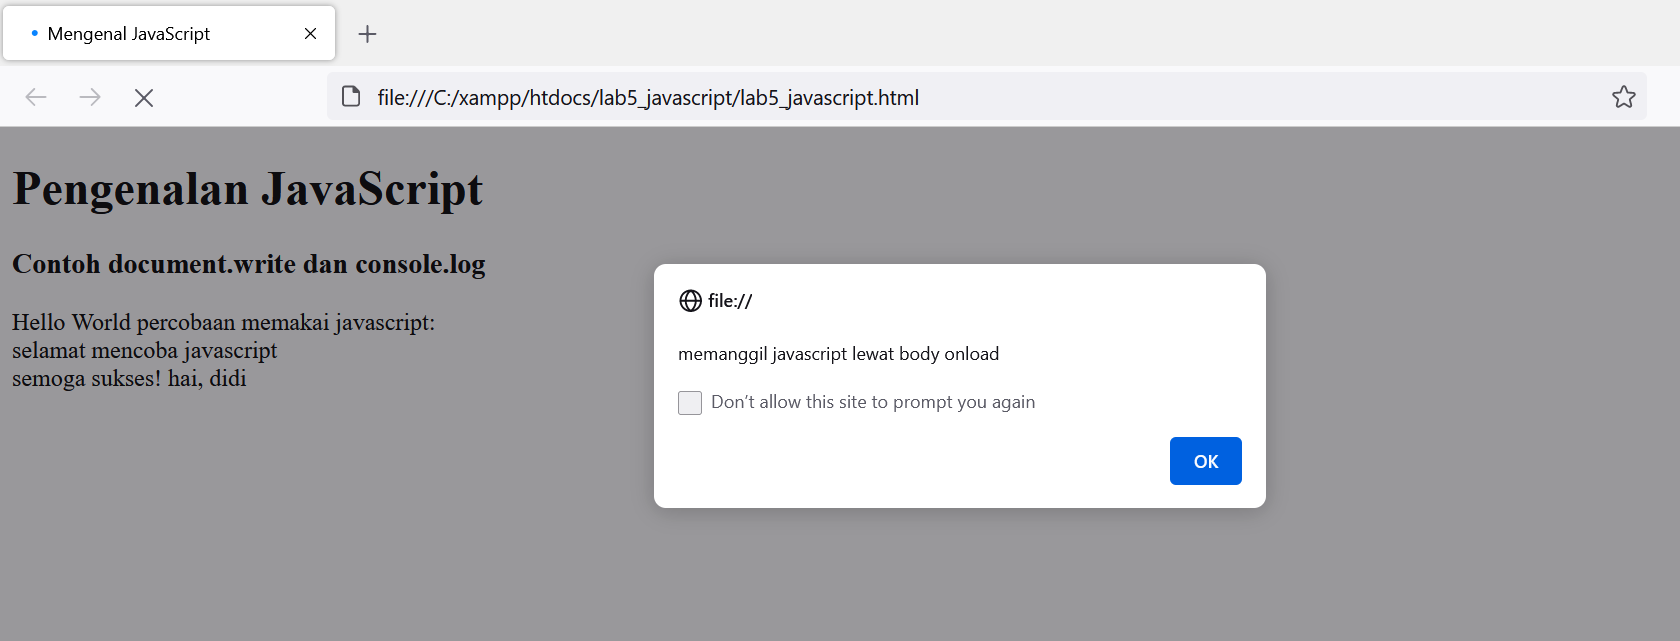 Mengenal JavaScript
file:///C:/xampp/htdocs/lab5_javascript/lab5_javascript.html
Pengenalan JavaScript
Contoh document.write dan console.log
Hello World percobaan memakai javascript:
selamat mencoba javascript
semoga sukses! hai, didi
file://
memanggil javascript lewat body onload
Don’t allow this site to prompt you again
OK